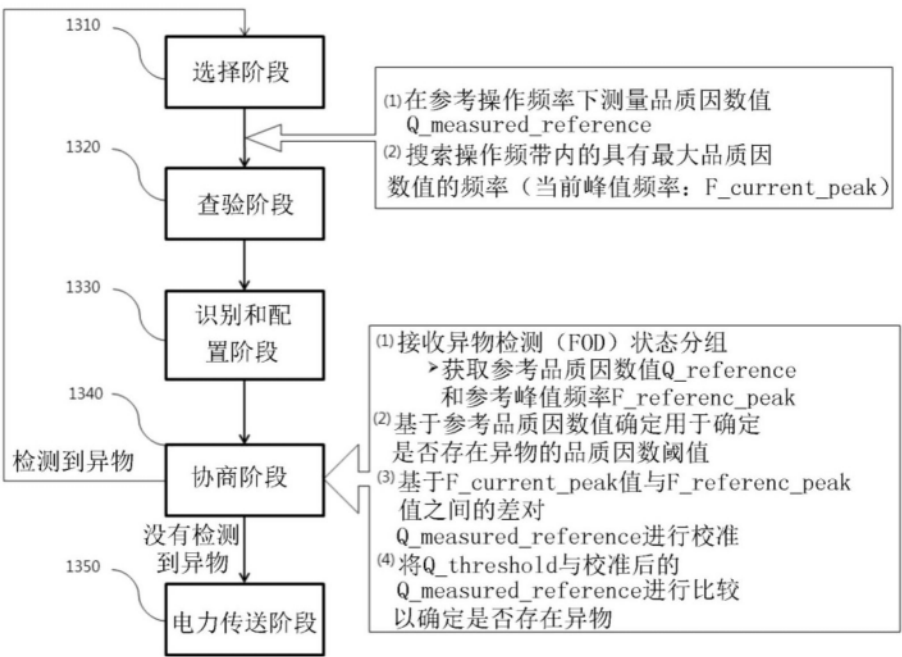 1310
选择阶段
⑴在参考操作频率下测量品质因数值
Q_measured_reference
⑵搜索操作频带内的具有最大品质因
数值的频率（当前峰值频率：F_current_peak）
1320
查验阶段
1330
识别和配
置阶段
⑴接收异物检测（FOD）状态分组
➤获取参考品质因数值Q_reference
和参考峰值频率F_referenc_peak
⑵基于参考品质因数值确定用于确定
是否存在异物的品质因数阈值
⑶基于F_current_peak值与F_referenc_peak
值之间的差对
Q_measured_reference进行校准
⑷将Q_threshold与校准后的
Q_measured_reference进行比较
以确定是否存在异物
1340
检测到异物
协商阶段
没有检测
到异物
1350
电力传送阶段